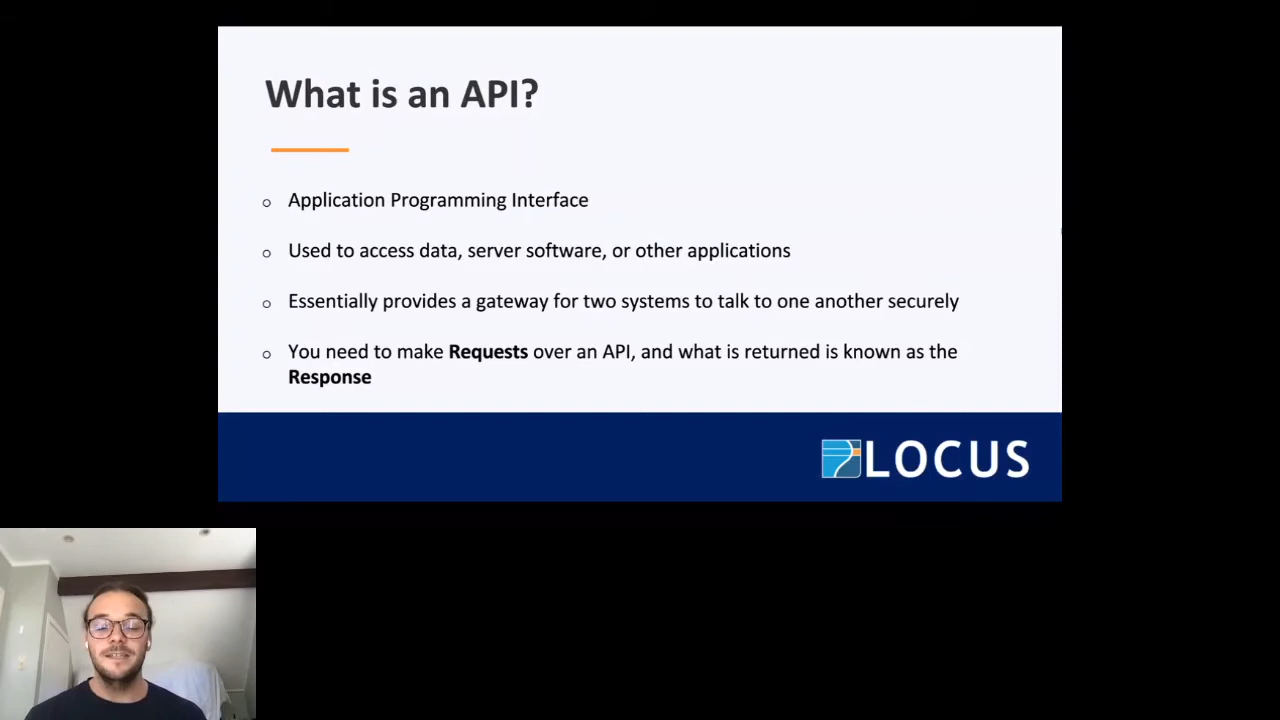 What is an API?
Application Programming Interface
Used to access data, server software, or other applications
Essentially provides a gateway for two systems to talk to one another securely
You need to make Requests over an API, and what is returned is known as the
Response
LOCUS